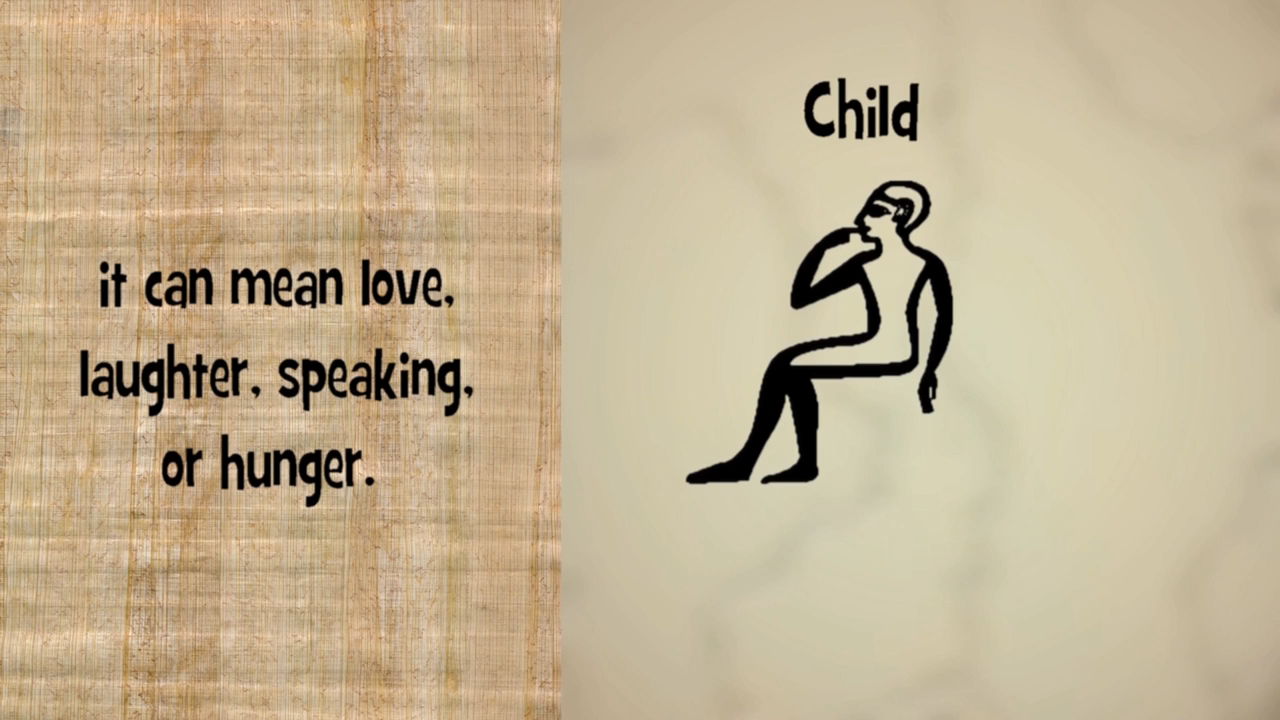 it can mean love,
laughter, speaking,
or hunger.
Child